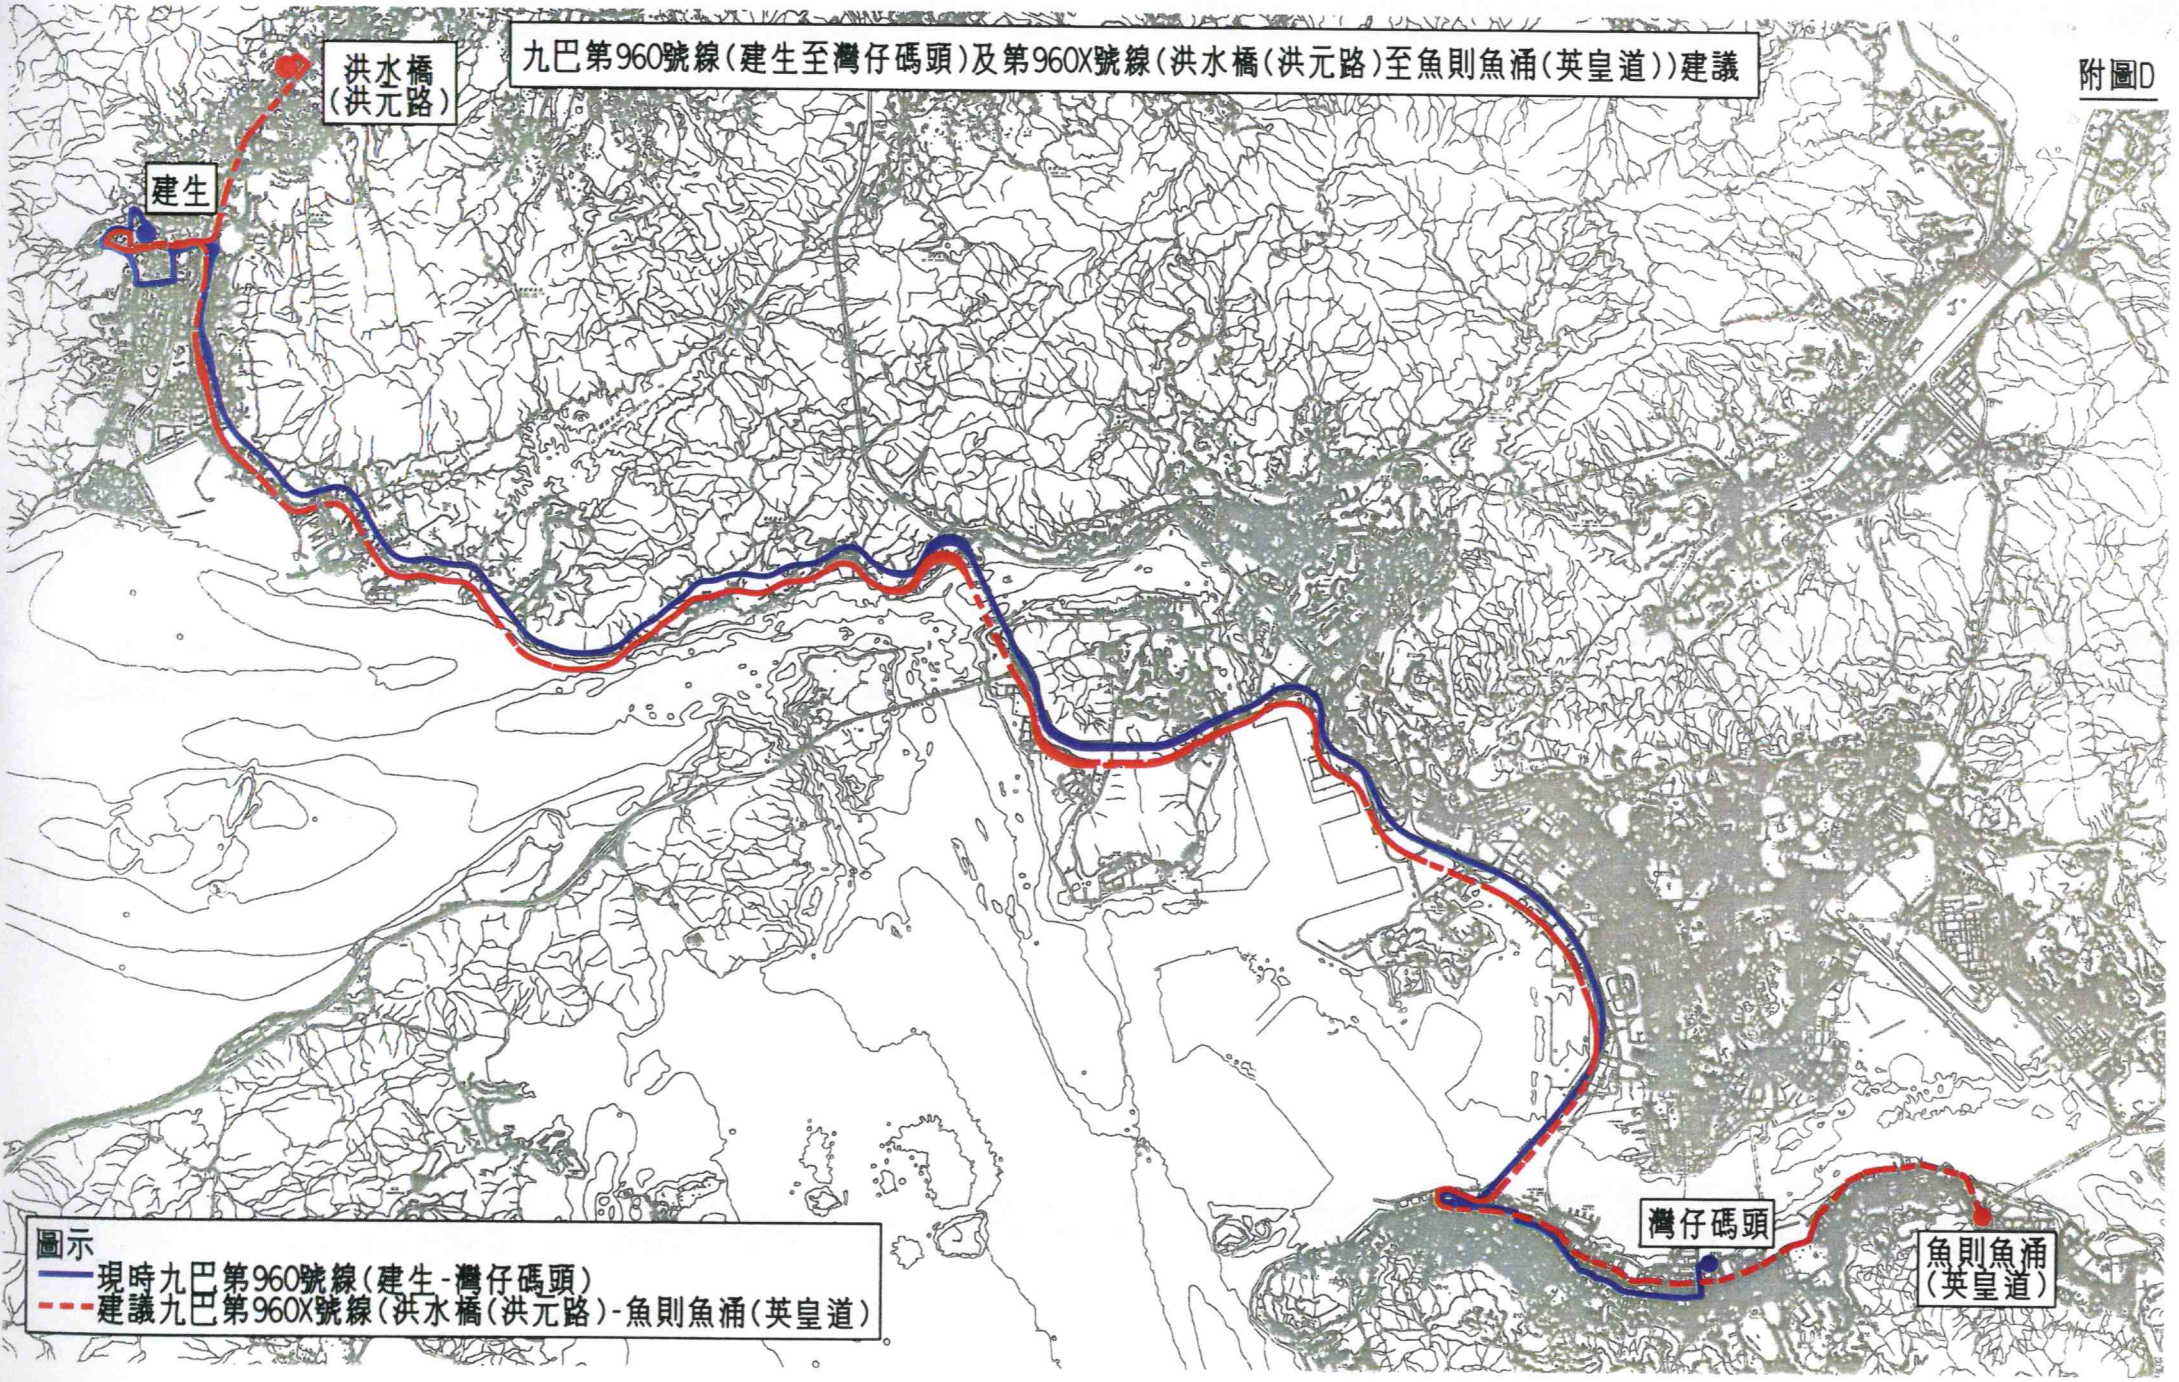 九巴第960號線(建生至灣仔碼頭)及第960X號線(洪水橋(洪元路)至魚則魚涌(英皇道))建議
附圖D
洪水橋
(洪元路)
建生
灣仔碼頭
魚則魚涌
(英皇道)
圖示
現時九巴第960號線(建生-灣仔碼頭)
建議九巴第960X號線(洪水橋(洪元路)-魚則魚涌(英皇道)